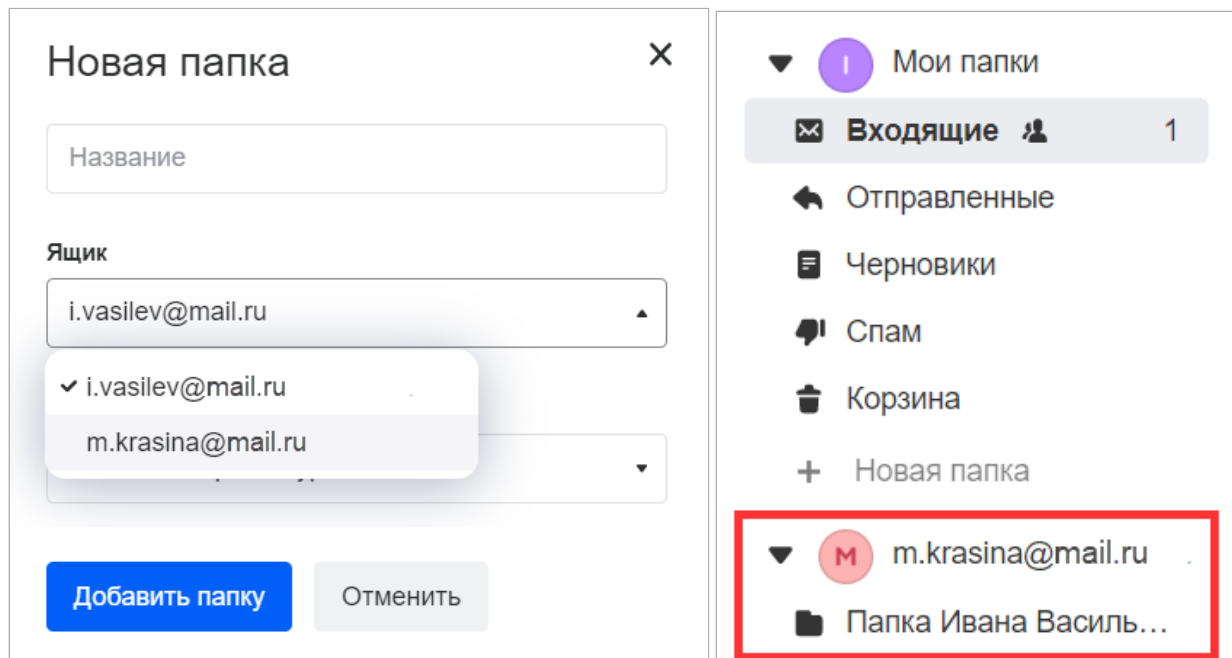 Новая папка
Название
Ящик
i.vasilev@mail.ru
i.vasilev@mail.ru
m.krasina@mail.ru
Добавить папку
Отменить
I
Мои папки
Входящие
1
Отправленные
Черновики
Спам
Корзина
Новая папка
M
m.krasina@mail.ru
Папка Ивана Василь...